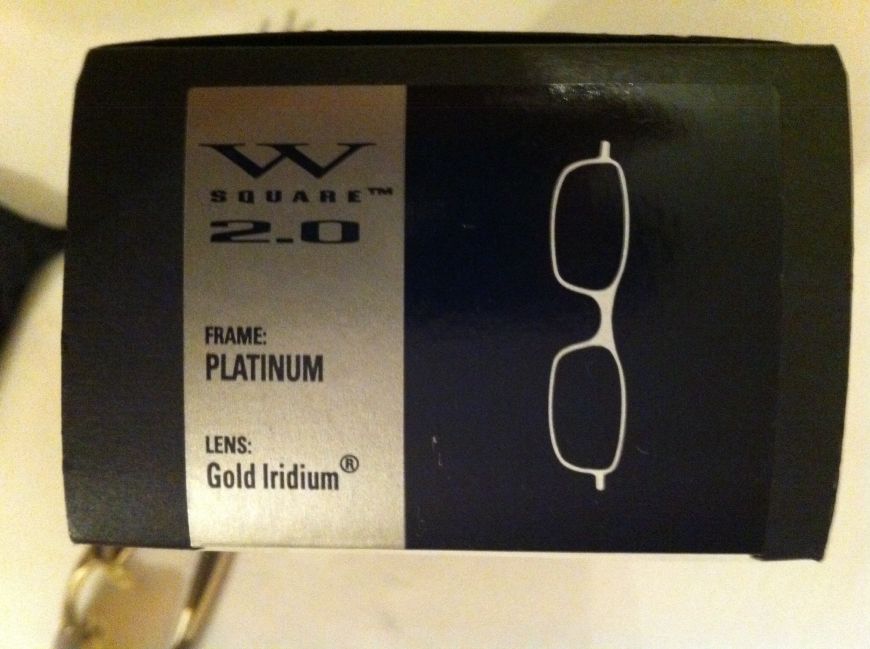 W
SQUARE™
2.0
FRAME:
PLATINUM
LENS:
Gold Iridium®